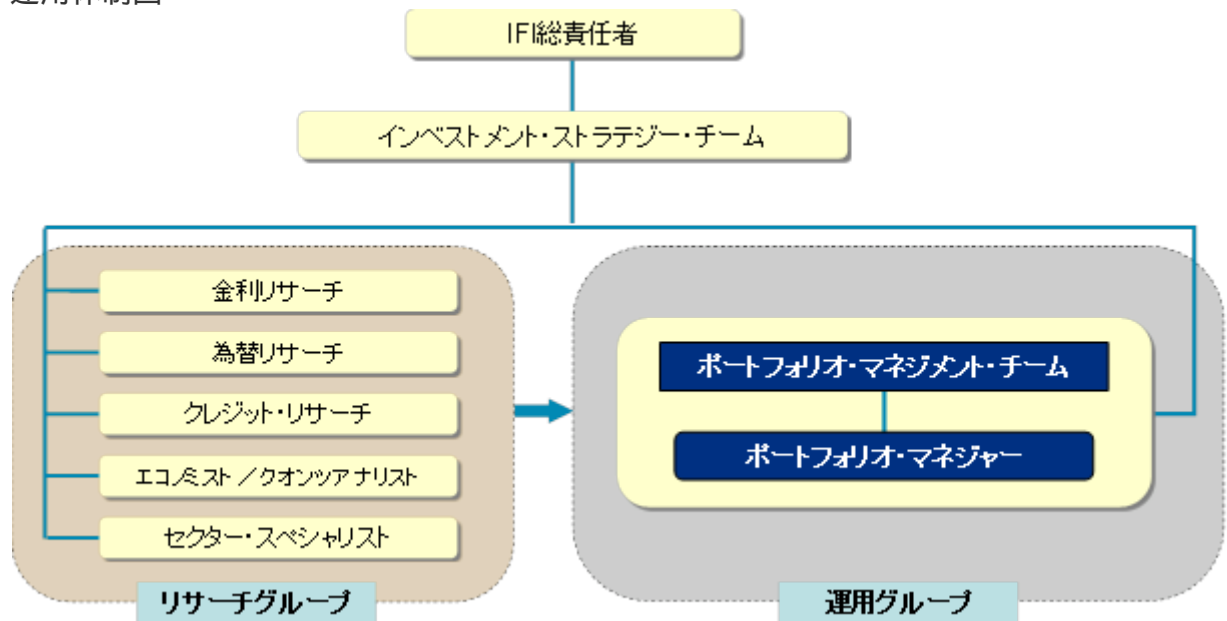 運用体制図
IFI総責任者
インベストメント・ストラテジー・チーム
金利リサーチ
為替リサーチ
クレジット・リサーチ
エコノミスト／クオンツアナリスト
セクター・スペシャリスト
リサーチグループ
ポートフォリオ・マネジメント・チーム
ポートフォリオ・マネジャー
運用グループ